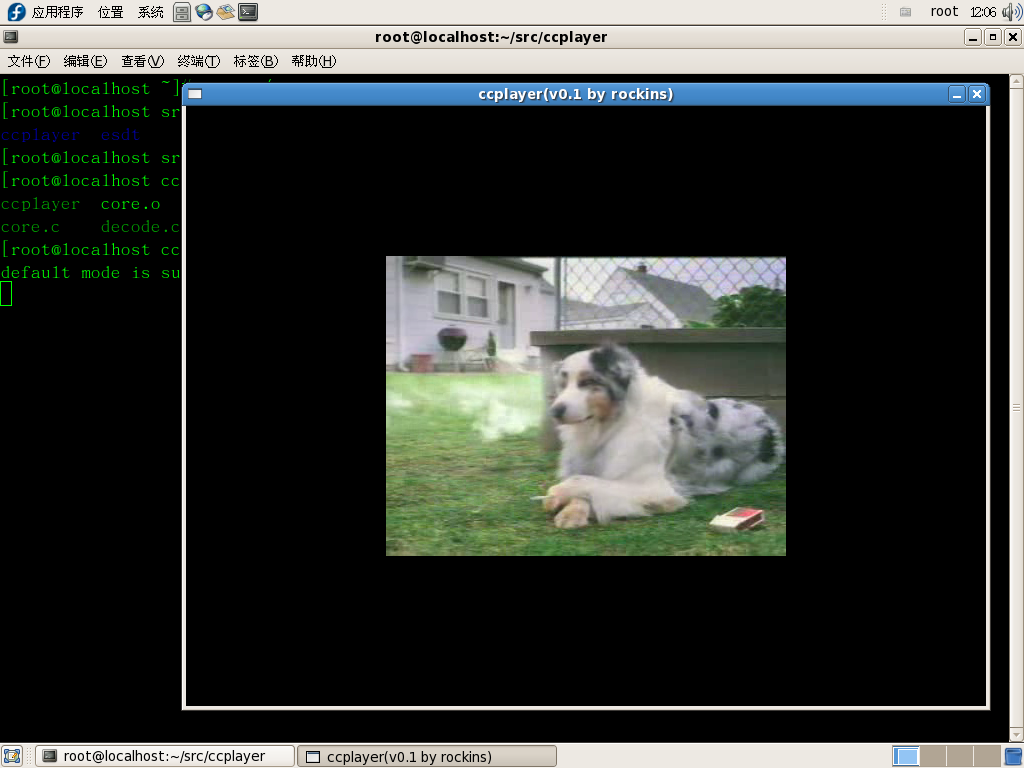 应用程序 位置 系统 root 12:06
root@localhost:~/src/ccplayer
文件(F) 编辑(E) 查看(V) 终端(T) 标签(B) 帮助(H)
[root@localhost ~]
ccplayer(v0.1 by rockins)
[root@localhost sr
ccplayer esdt
[root@localhost sr
[root@localhost cc
ccplayer core.o
core.c decode.c
[root@localhost cc
default mode is su
root@localhost:~/src/ccplayer ccplayer(v0.1 by rockins)